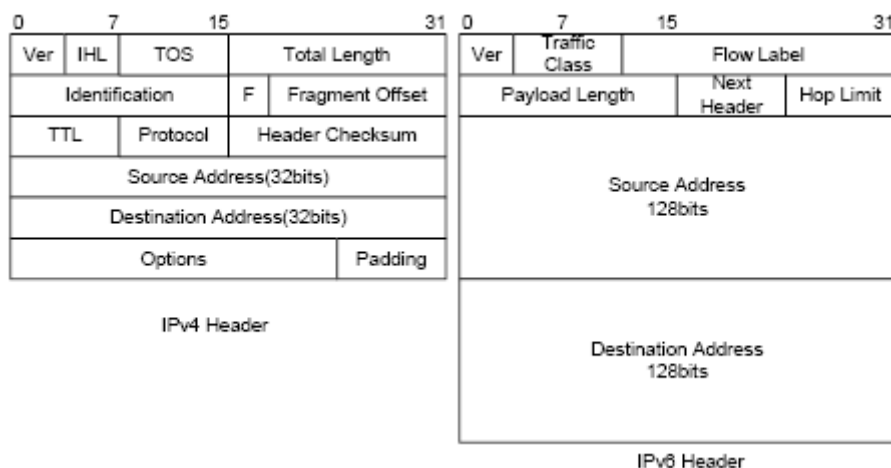 0 7 15 31
Ver IHL TOS Total Length
Identification F Fragment Offset
TTL Protocol Header Checksum
Source Address(32bits)
Destination Address(32bits)
Options Padding
IPv4 Header
0 7 15 31
Ver Traffic Class Flow Label
Payload Length Next Header Hop Limit
Source Address
128bits
Destination Address
128bits
IPv6 Header